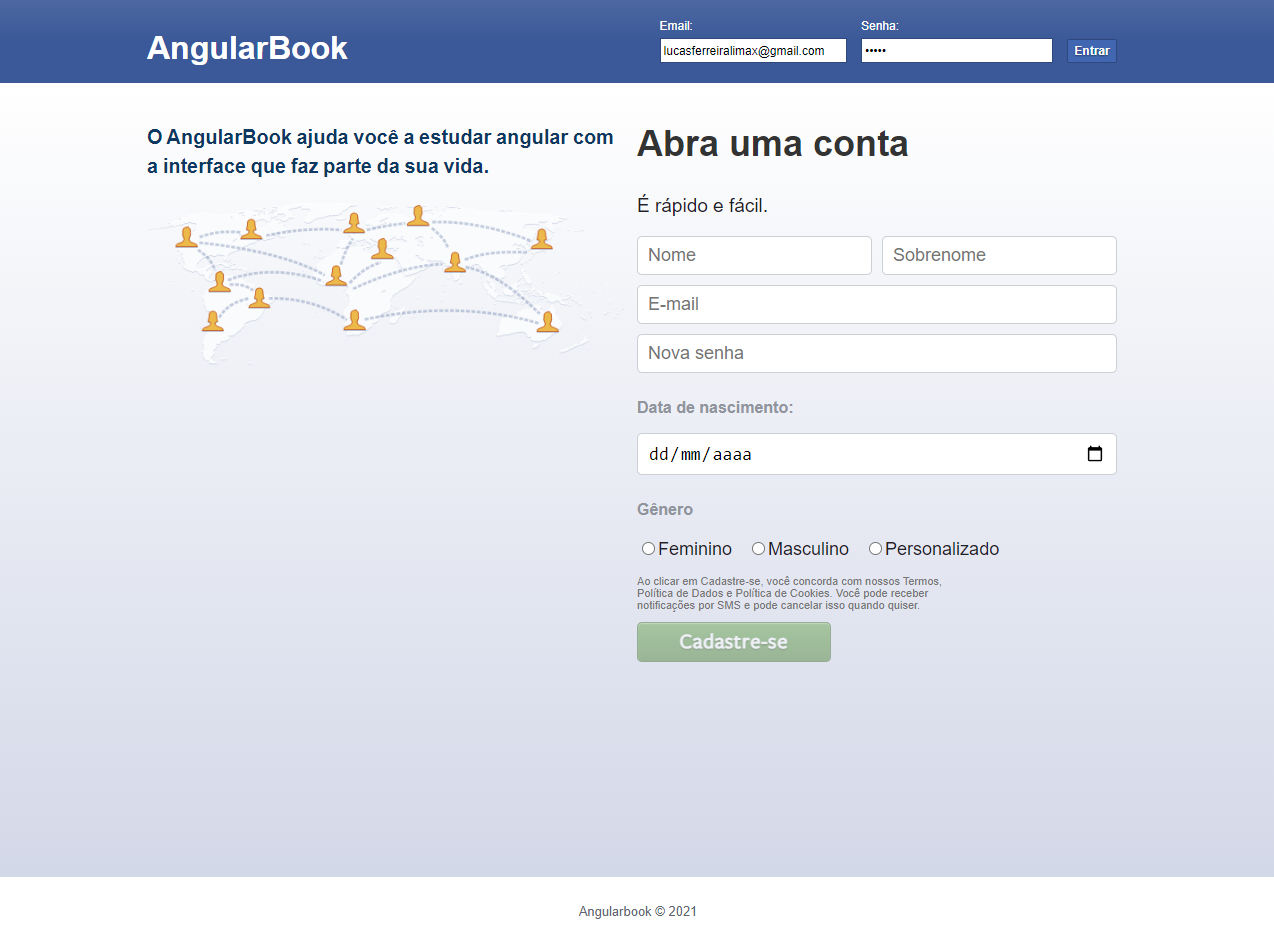 AngularBook
Email:
Senha:
lucasferreiralimax@gmail.com
•••••
Entrar
O AngularBook ajuda você a estudar angular com
a interface que faz parte da sua vida.
Abra uma conta
É rápido e fácil.
Nome
Sobrenome
E-mail
Nova senha
Data de nascimento:
dd/mm/aaaa
Gênero
Feminino Masculino Personalizado
Ao clicar em Cadastre-se, você concorda com nossos Termos,
Política de Dados e Política de Cookies. Você pode receber
notificações por SMS e pode cancelar isso quando quiser.
Cadastre-se
Angularbook © 2021